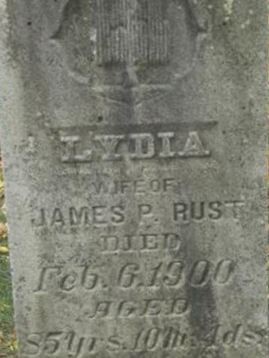 LYDIA
WIFE OF
JAMES P. RUST
DIED
Feb. 6. 1900
AGED
85 yrs. 10 m. 4 ds.